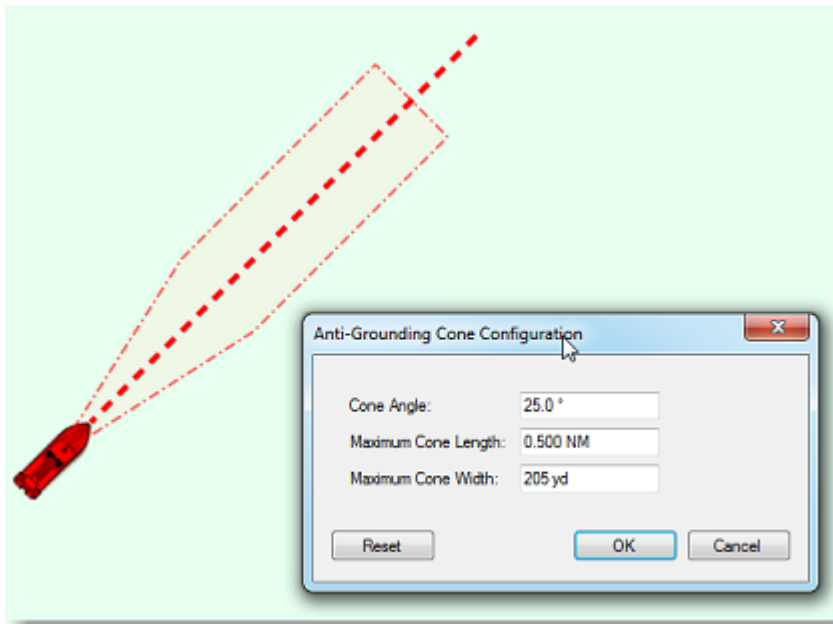 Anti-Grounding Cone Configuration
Cone Angle: 25.0 °
Maximum Cone Length: 0.500 NM
Maximum Cone Width: 205 yd
Reset OK Cancel